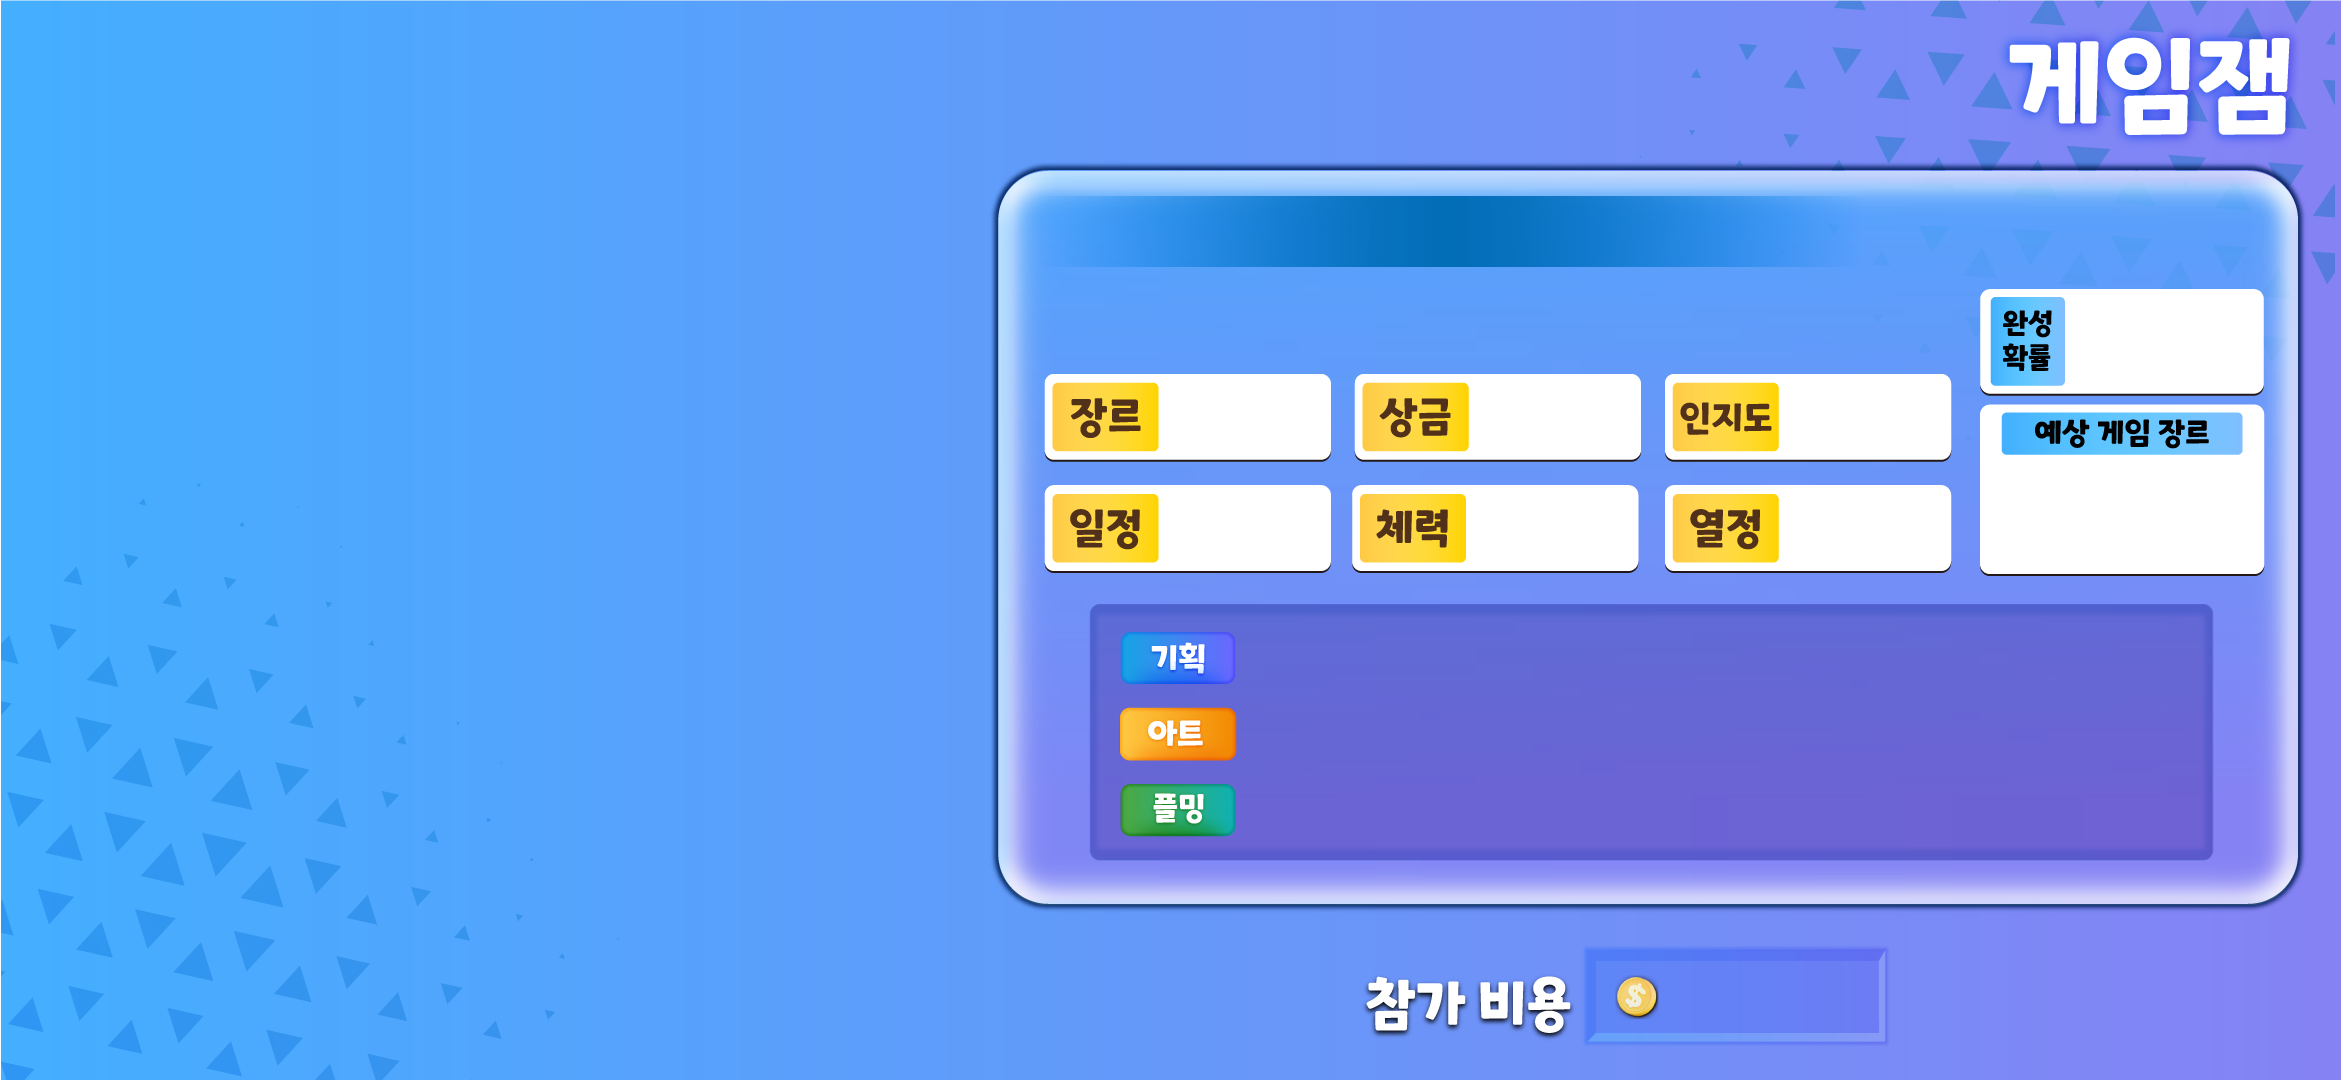 게임잼
완성
확률
장르
상금
인지도
예상 게임 장르
일정
체력
열정
기획
아트
플밍
참가 비용
$